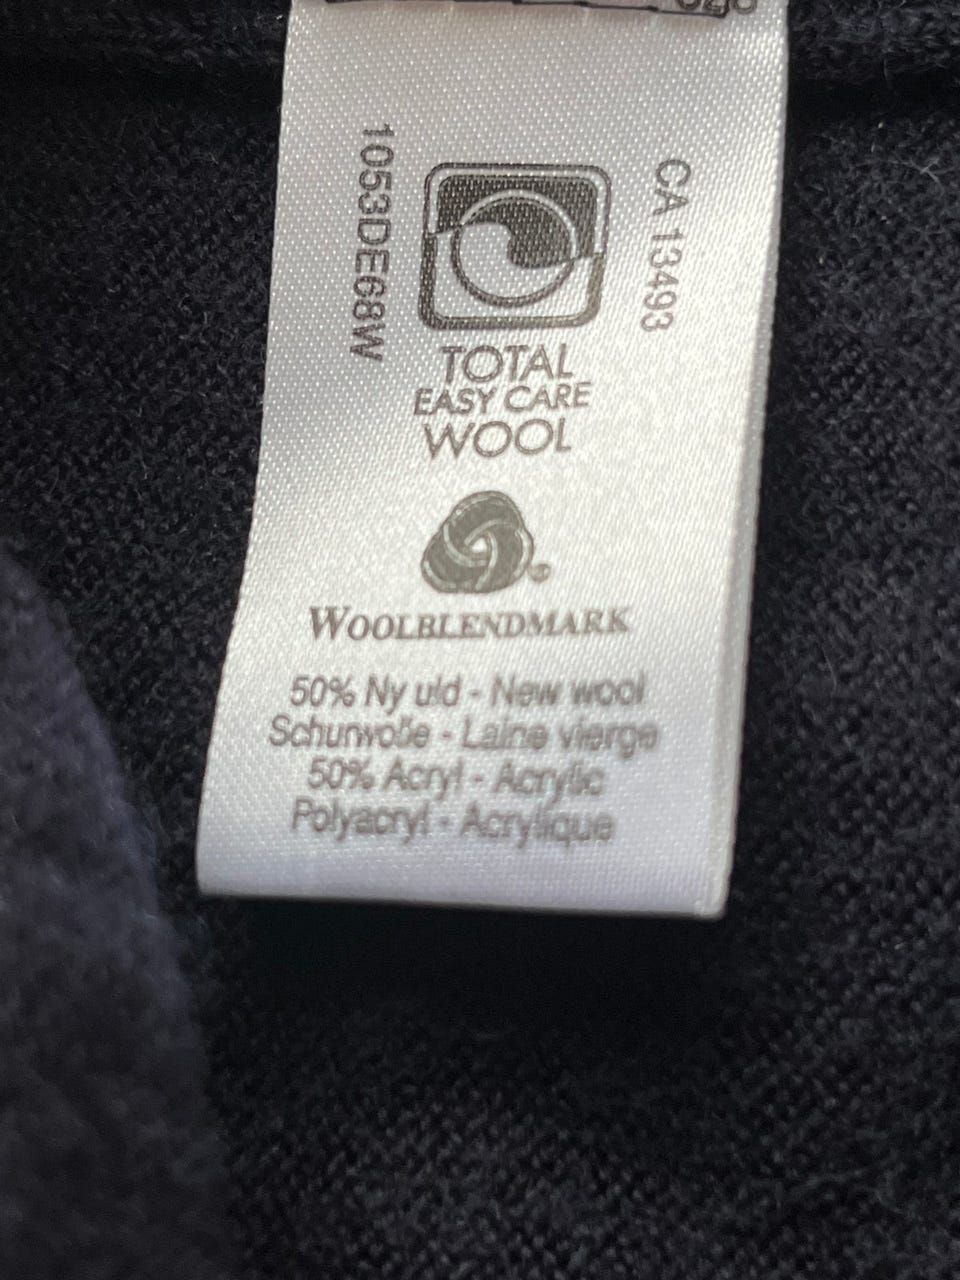 1053DE68W
CA 13493
TOTAL
EASY CARE
WOOL
WOOLBLENDMARK
50% Ny uld - New wool
Schurwolle - Laine vierge
50% Acryl - Acrylic
Polyacryl - Acrylique